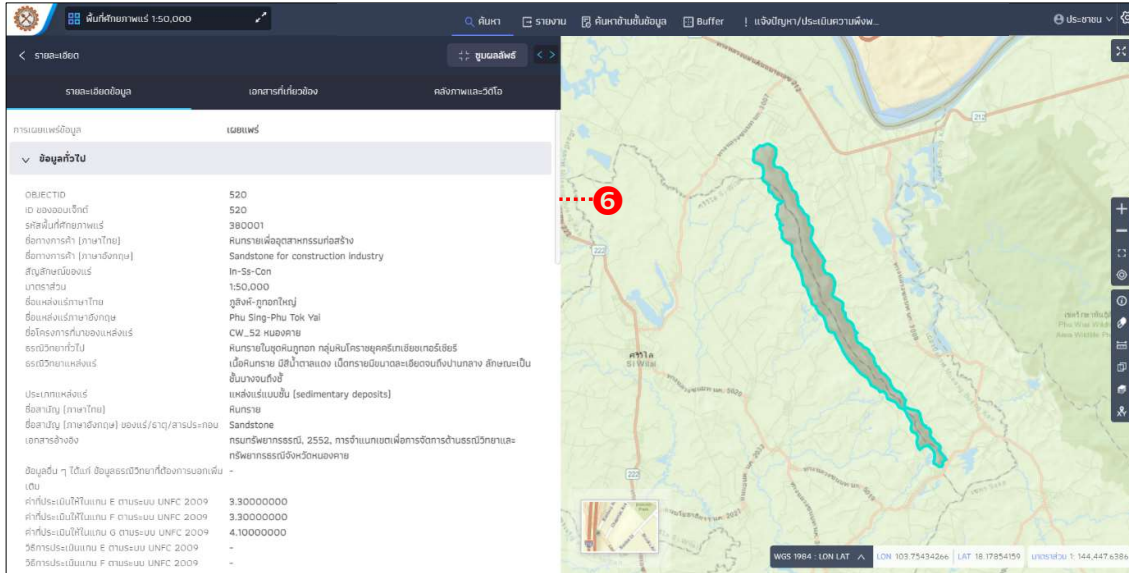 พื้นที่ศักยภาพแร่ 1:50,000
ค้นหา
รายงาน
ค้นหาข้ามชั้นข้อมูล
Buffer
! แจ้งปัญหา/ประเมินความพึงพ...
ประชาชน
รายละเอียด
ซูมผลลัพธ์
รายละเอียดข้อมูล
เอกสารที่เกี่ยวข้อง
คลังภาพและวิดีโอ
การเผยแพร่ข้อมูล เผยแพร่
ข้อมูลทั่วไป
OBJECTID 520
ID ของออบเจ็กต์ 520
รหัสพื้นที่ศักยภาพแร่ 380001
ชื่อทางการค้า [ภาษาไทย] หินทรายเพื่ออุตสาหกรรมก่อสร้าง
ชื่อทางการค้า [ภาษาอังกฤษ] Sandstone for construction industry
สัญลักษณ์ของแร่ In-Ss-Con
มาตราส่วน 1:50,000
ชื่อแหล่งแร่ภาษาไทย ภูสิงห์-ภูทอกใหญ่
ชื่อแหล่งแร่ภาษาอังกฤษ Phu Sing-Phu Tok Yai
ชื่อโครงการที่มาของแหล่งแร่ CW_52 หนองคาย
ธรณีวิทยาทั่วไป หินทรายในชุดหินภูทอก กลุ่มหินโคราชยุคครีเทเชียยเทอร์เชียรี
ธรณีวิทยาแหล่งแร่ เนื้อหินทราย มีสีน้ำตาลแดง เม็ดทรายมีขนาดละเอียดจนถึงปานกลาง ลักษณะเป็น
ชั้นบางจนถึงชั้
ประเภทแหล่งแร่ แหล่งแร่แบบชั้น [sedimentary deposits]
ชื่อสามัญ [ภาษาไทย] หินทราย
ชื่อสามัญ [ภาษาอังกฤษ] ของแร่/ธาตุ/สารประกอบ Sandstone
เอกสารอ้างอิง กรมทรัพยากรธรณี, 2552, การจำแนกเขตเพื่อการจัดการด้านธรณีวิทยาและ
ทรัพยากรธรณีจังหวัดหนองคาย
ข้อมูลอื่น ๆ ได้แก่ ข้อมูลธรณีวิทยาที่ต้องการบอกเพิ่ม -
เติม
ค่าที่ประเมินให้ในแกน E ตามระบบ UNFC 2009 3.30000000
ค่าที่ประเมินให้ในแกน F ตามระบบ UNFC 2009 3.30000000
ค่าที่ประเมินให้ในแกน G ตามระบบ UNFC 2009 4.10000000
วิธีการประเมินแกน E ตามระบบ UNFC 2009 -
วิธีการประเมินแกน F ตามระบบ UNFC 2009 -
6
212
222
ศรีวิไล
Si Wilai
222
WGS 1984 : LON LAT
LON 103.75434266
LAT 18.17854159
มาตราส่วน 1: 144,447.6386